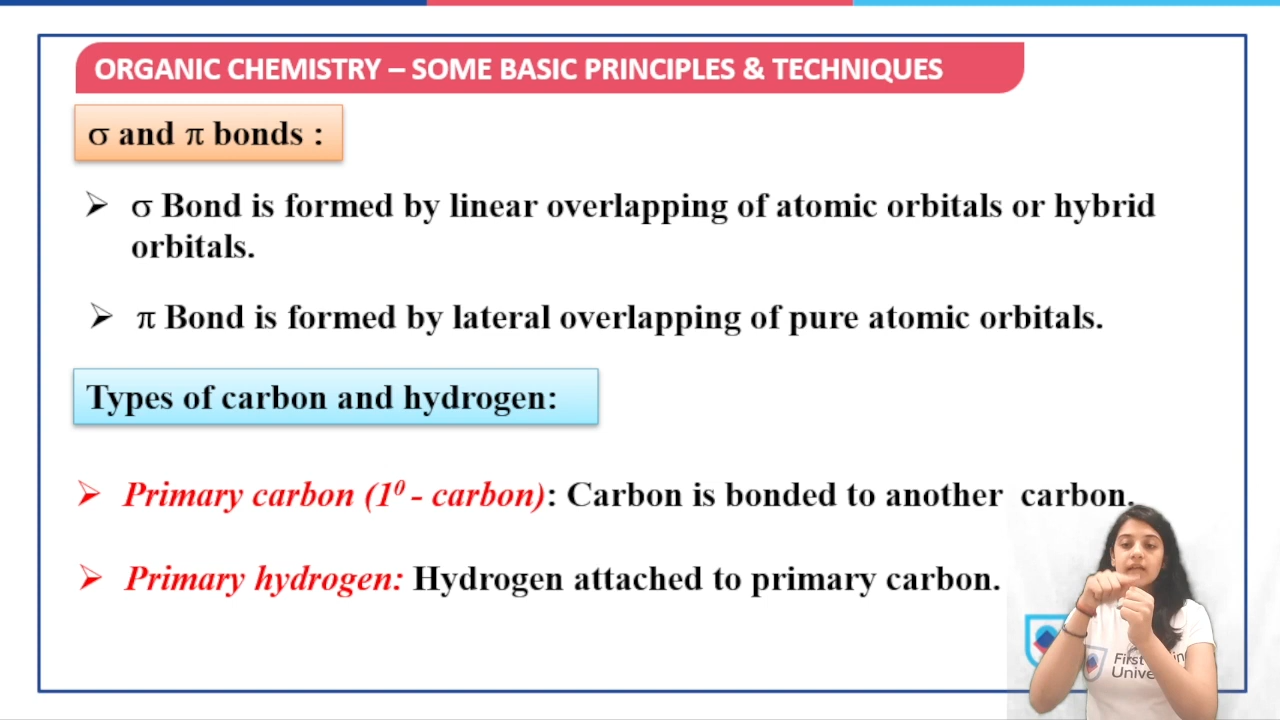 ORGANIC CHEMISTRY – SOME BASIC PRINCIPLES & TECHNIQUES
σ and π bonds :
➢ σ Bond is formed by linear overlapping of atomic orbitals or hybrid
orbitals.
➢ π Bond is formed by lateral overlapping of pure atomic orbitals.
Types of carbon and hydrogen:
➢ Primary carbon (1⁰ - carbon): Carbon is bonded to another carbon.
➢ Primary hydrogen: Hydrogen attached to primary carbon.
First